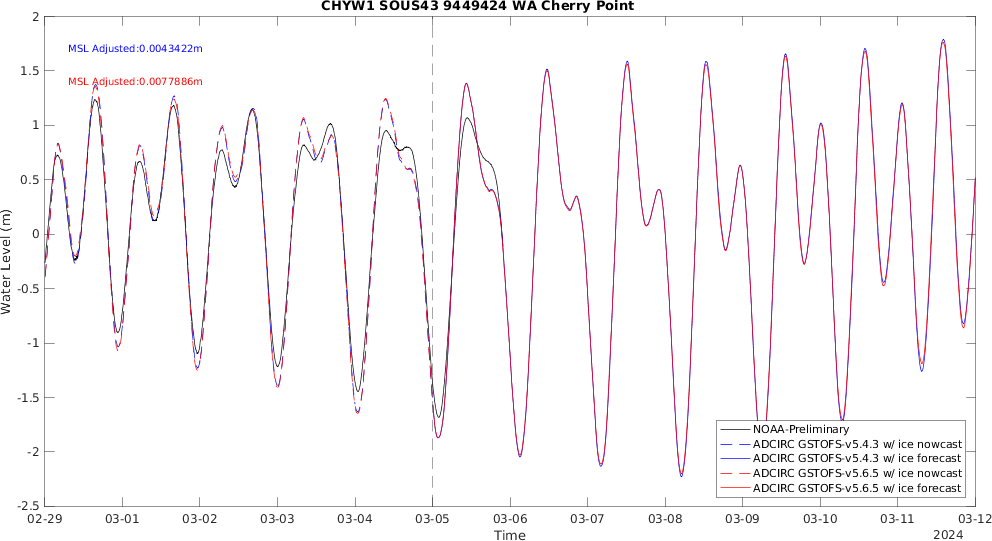 CHYW1 SOUS43 9449424 WA Cherry Point
MSL Adjusted:0.0043422m
MSL Adjusted:0.0077886m
Water Level (m)
2
1.5
1
0.5
0
-0.5
-1
-1.5
-2
-2.5
NOAA-Preliminary
ADCIRC GSTOFS-v5.4.3 w/ ice nowcast
ADCIRC GSTOFS-v5.4.3 w/ ice forecast
ADCIRC GSTOFS-v5.6.5 w/ ice nowcast
ADCIRC GSTOFS-v5.6.5 w/ ice forecast
02-29 03-01 03-02 03-03 03-04 03-05 03-06 03-07 03-08 03-09 03-10 03-11 03-12
Time
2024